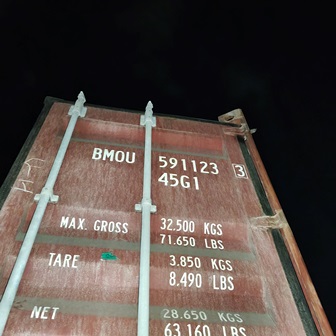 BMOU 591123 3
45G1
MAX. GROSS 32.500 KGS
71.650 LBS
TARE 3.850 KGS
8.490 LBS
NET 28.650 KGS
63.160 LBS